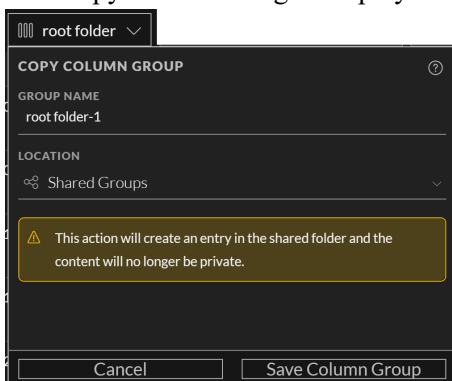 root folder
COPY COLUMN GROUP
GROUP NAME
root folder-1
LOCATION
Shared Groups
This action will create an entry in the shared folder and the
content will no longer be private.
Cancel Save Column Group